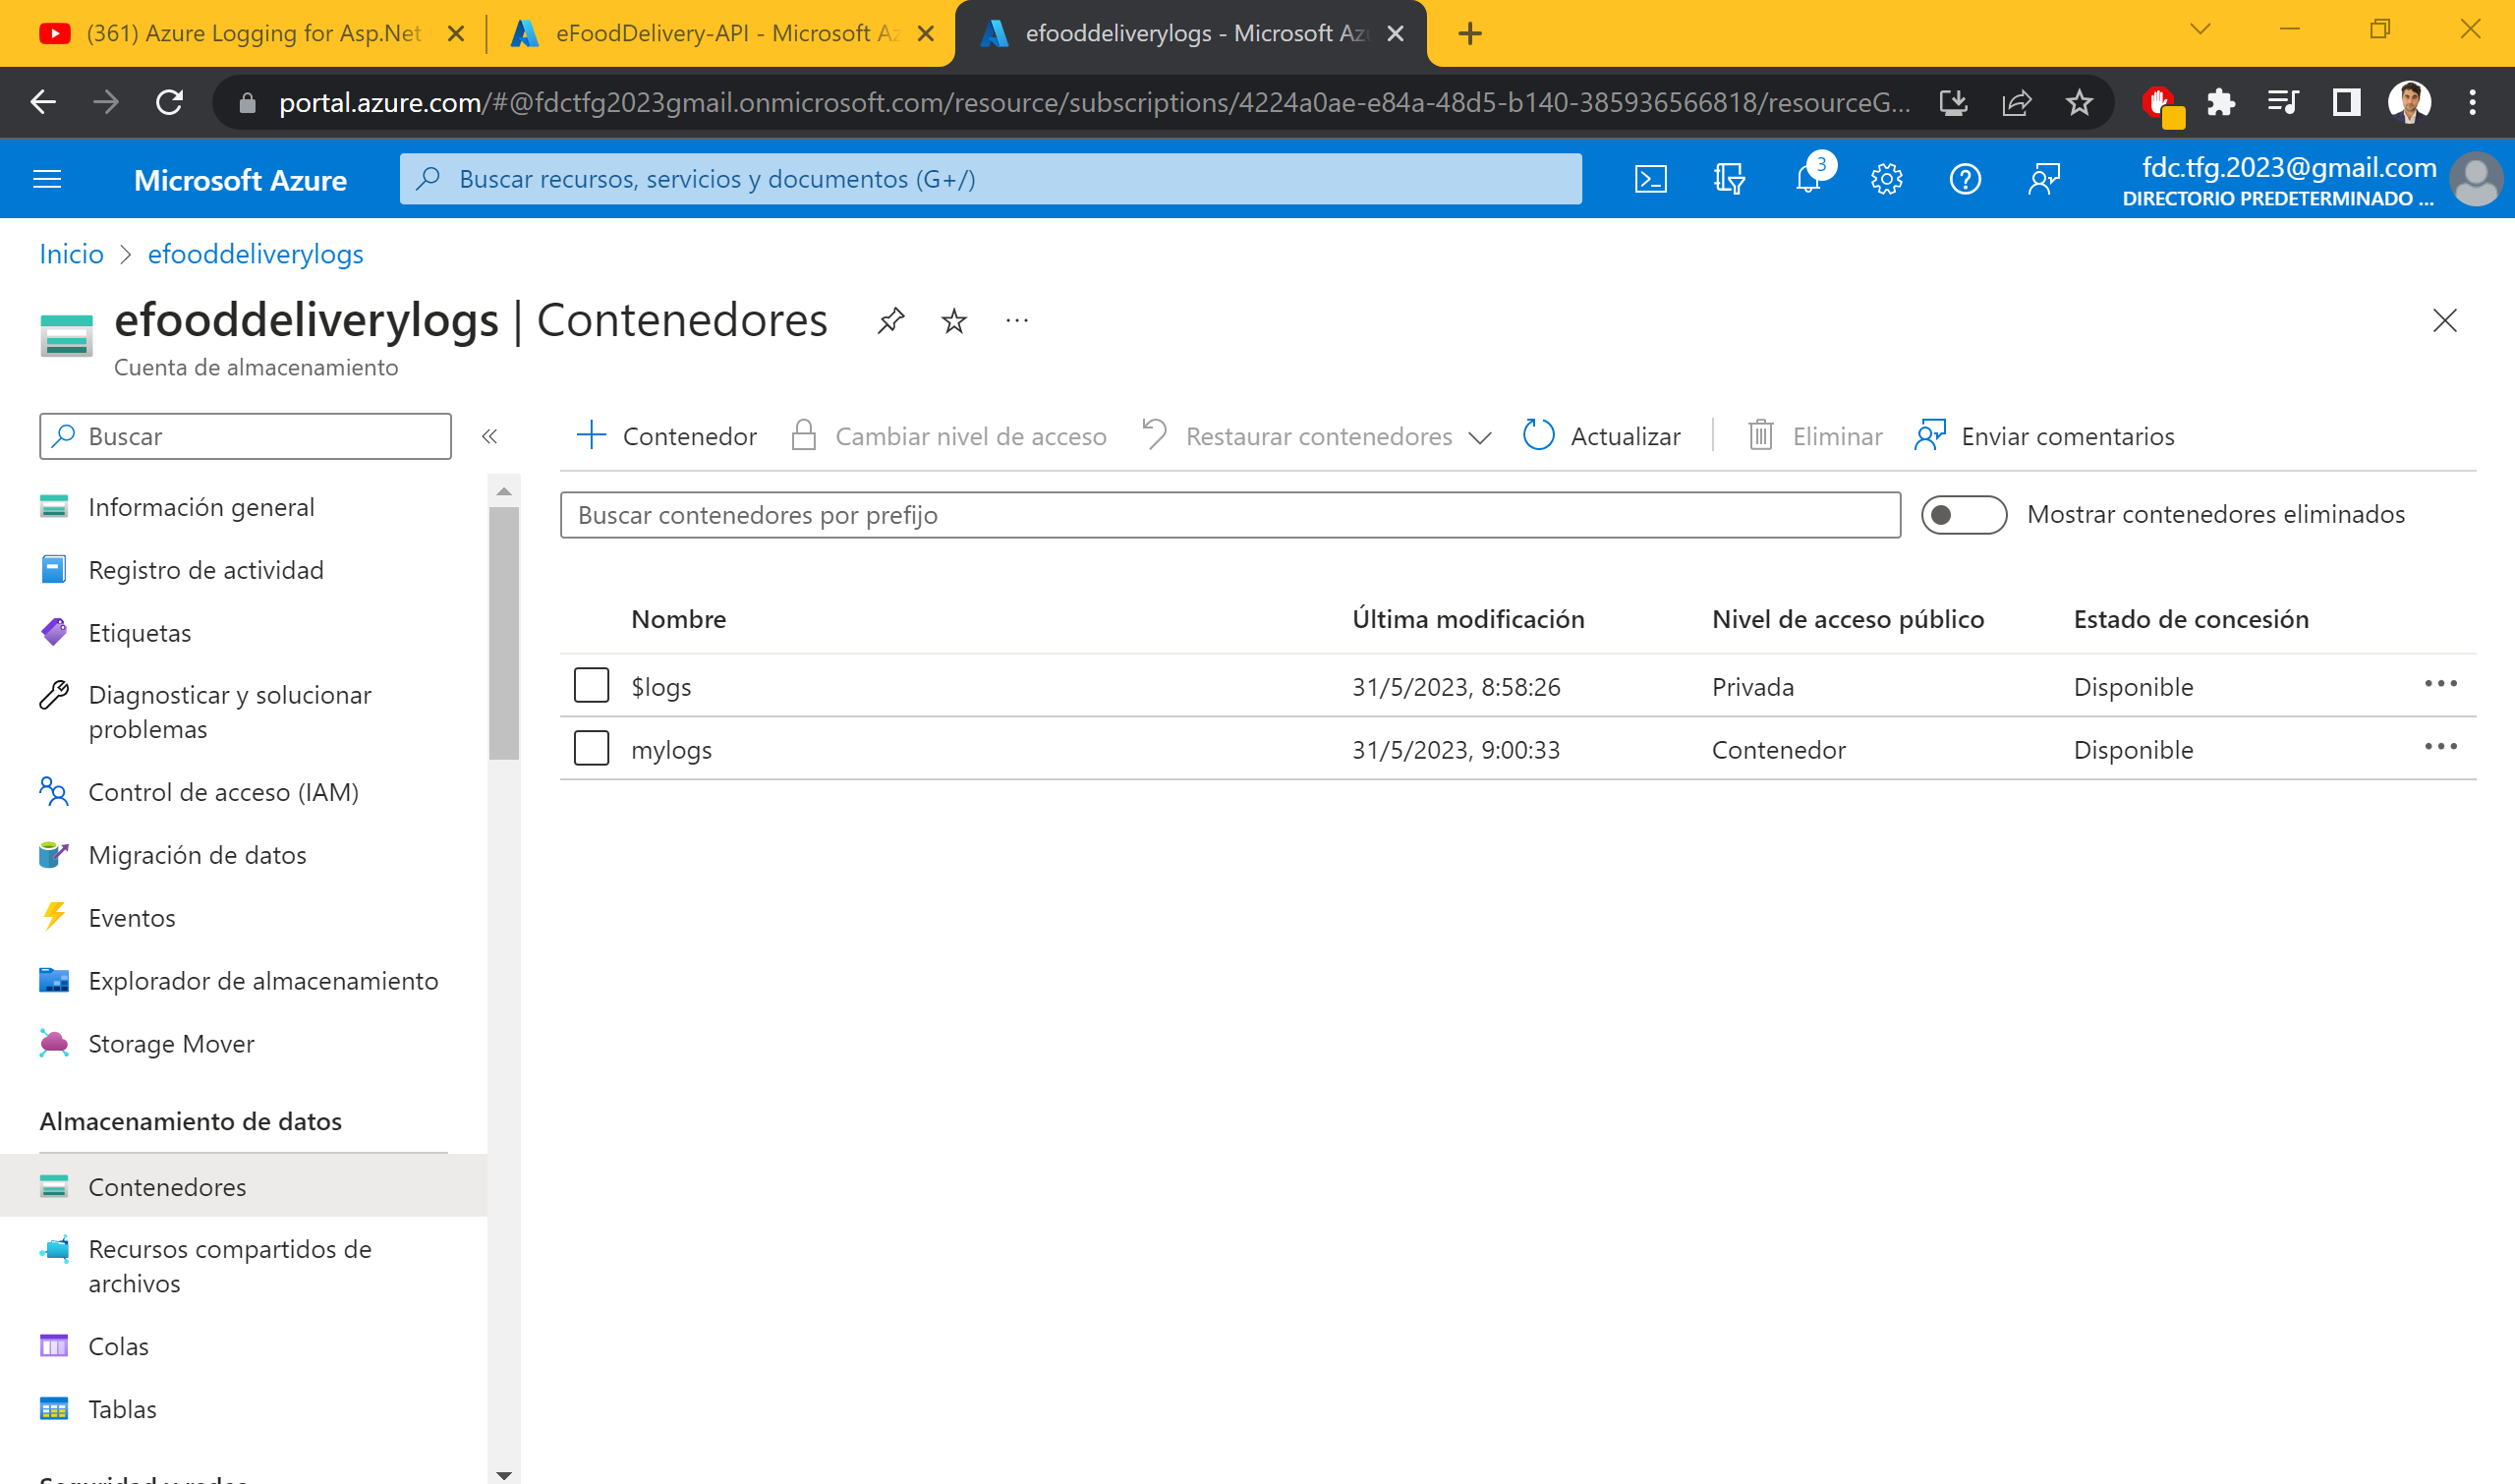 (361) Azure Logging for Asp.Net
eFoodDelivery-API - Microsoft Az
efooddeliverylogs - Microsoft Az
portal.azure.com/#@fdctfg2023gmail.onmicrosoft.com/resource/subscriptions/4224a0ae-e84a-48d5-b140-385936566818/resourceG...
Microsoft Azure
Buscar recursos, servicios y documentos (G+/)
3
fdc.tfg.2023@gmail.com
DIRECTORIO PREDETERMINADO ...
Inicio > efooddeliverylogs
efooddeliverylogs | Contenedores
Cuenta de almacenamiento
Buscar
Contenedor
Cambiar nivel de acceso
Restaurar contenedores
Actualizar
Eliminar
Enviar comentarios
Información general
Registro de actividad
Etiquetas
Diagnosticar y solucionar
problemas
Control de acceso (IAM)
Migración de datos
Eventos
Explorador de almacenamiento
Storage Mover
Almacenamiento de datos
Contenedores
Recursos compartidos de
archivos
Colas
Tablas
Seguridad y redes
Buscar contenedores por prefijo
Mostrar contenedores eliminados
Nombre Última modificación Nivel de acceso público Estado de concesión
$logs 31/5/2023, 8:58:26 Privada Disponible
mylogs 31/5/2023, 9:00:33 Contenedor Disponible